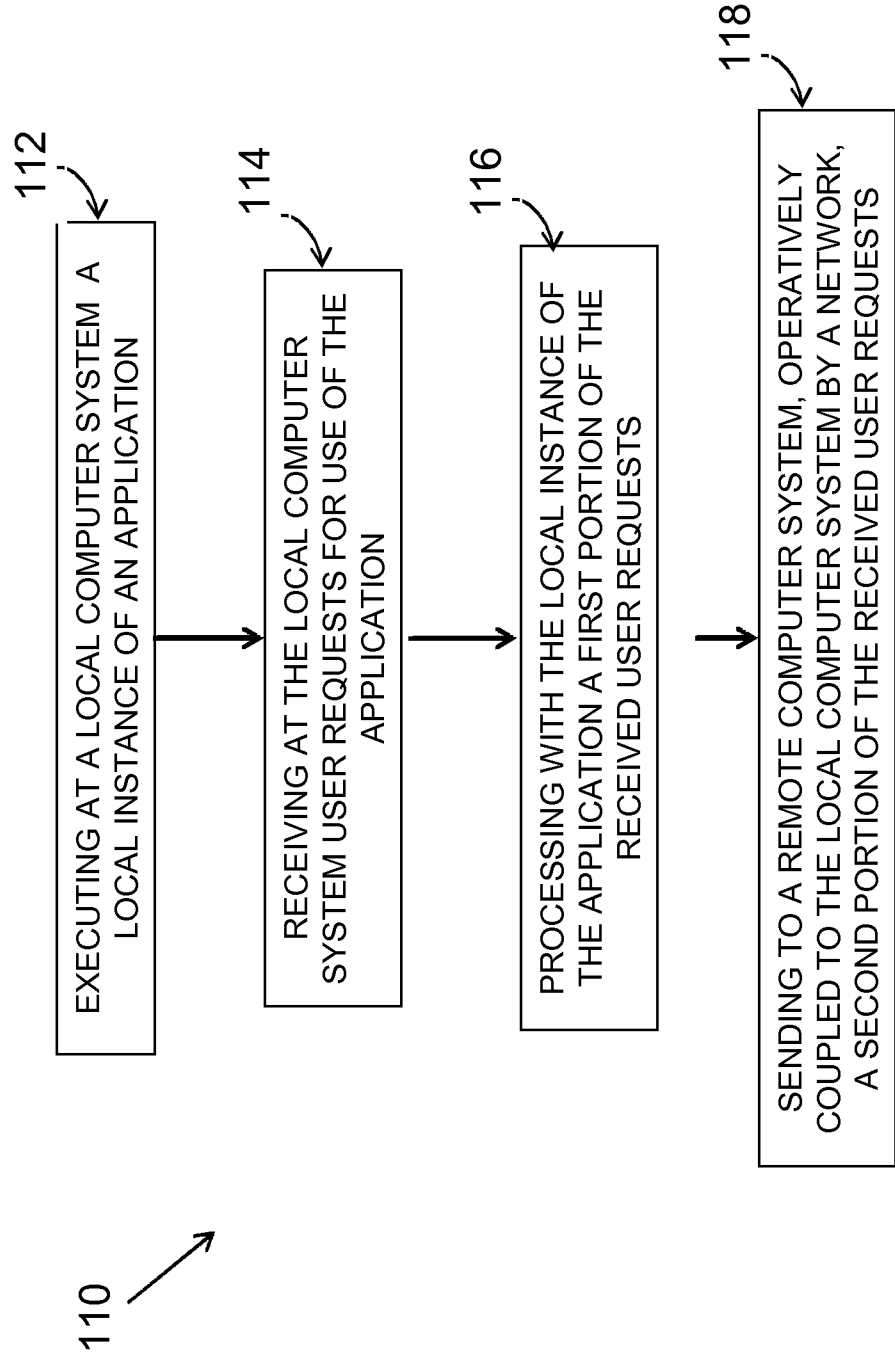 110
112
EXECUTING AT A LOCAL COMPUTER SYSTEM A
LOCAL INSTANCE OF AN APPLICATION
114
RECEIVING AT THE LOCAL COMPUTER
SYSTEM USER REQUESTS FOR USE OF THE
APPLICATION
116
PROCESSING WITH THE LOCAL INSTANCE OF
THE APPLICATION A FIRST PORTION OF THE
RECEIVED USER REQUESTS
118
SENDING TO A REMOTE COMPUTER SYSTEM, OPERATIVELY
COUPLED TO THE LOCAL COMPUTER SYSTEM BY A NETWORK,
A SECOND PORTION OF THE RECEIVED USER REQUESTS